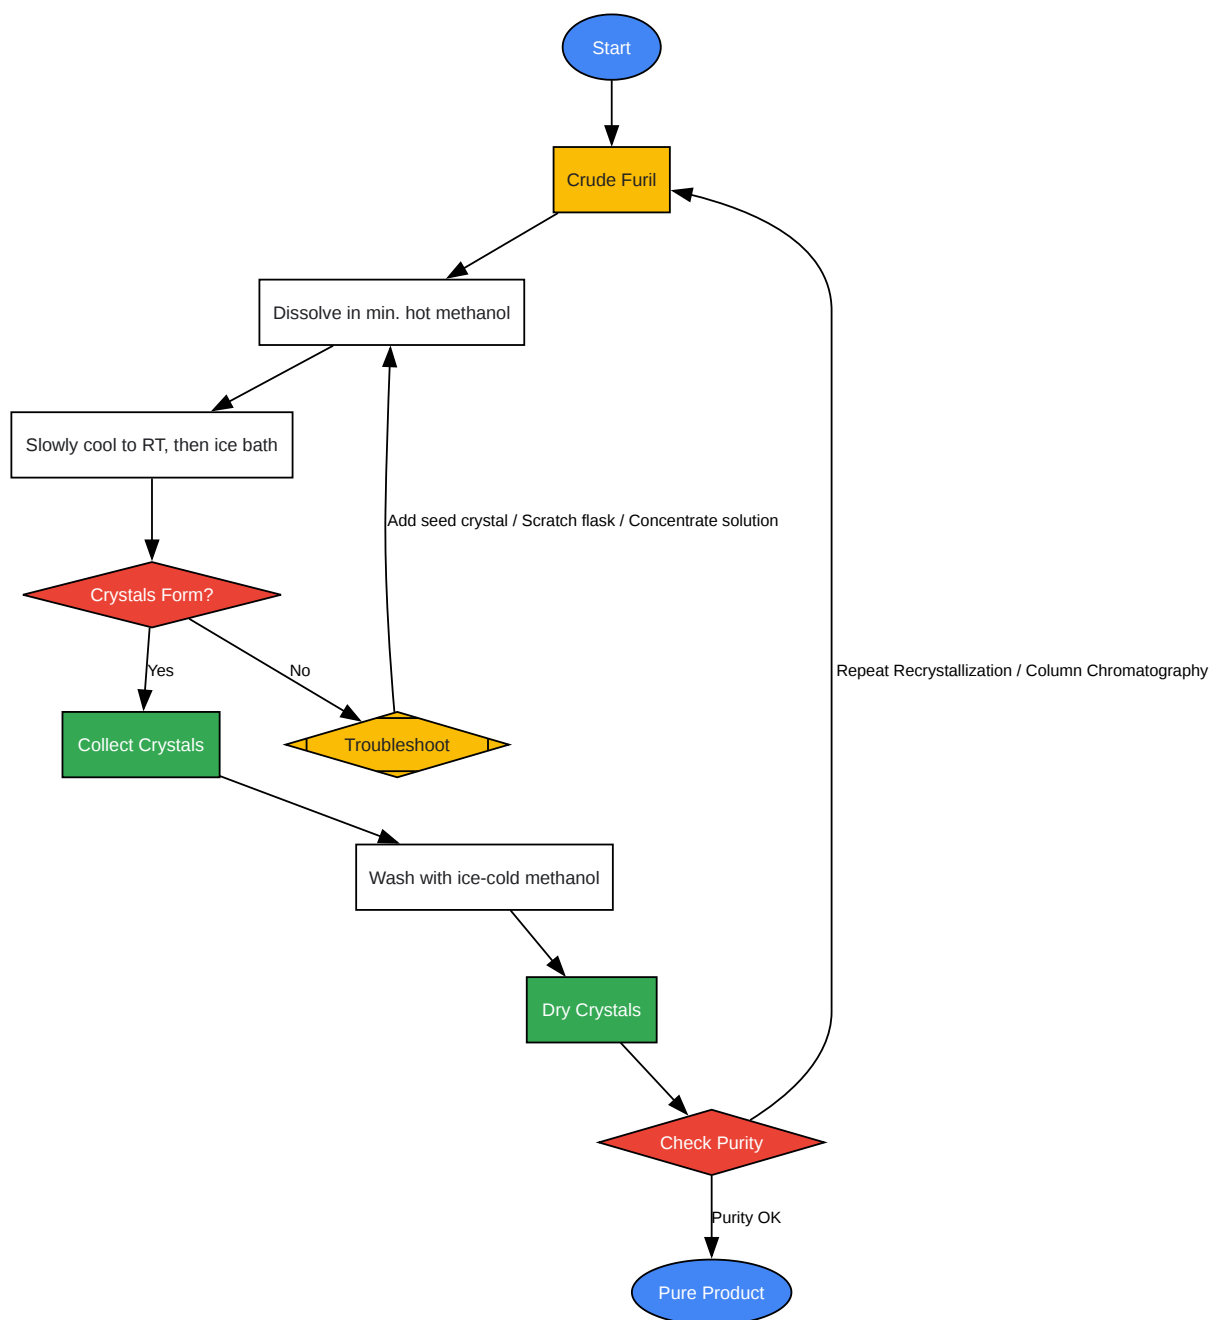 Start
Crude Furil
Dissolve in min. hot methanol
Slowly cool to RT, then ice bath
Add seed crystal / Scratch flask / Concentrate solution
Crystals Form?
Yes
No
Repeat Recrystallization / Column Chromatography
Collect Crystals
Troubleshoot
Wash with ice-cold methanol
Dry Crystals
Check Purity
Purity OK
Pure Product